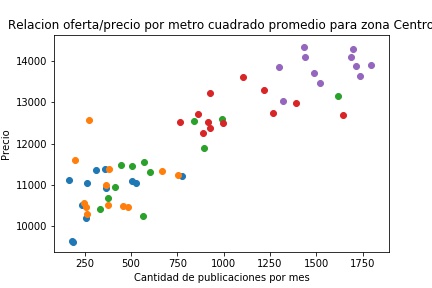 Relacion oferta/precio por metro cuadrado promedio para zona Centro
14000
13000
12000
11000
10000
Precio
250 500 750 1000 1250 1500 1750
Cantidad de publicaciones por mes